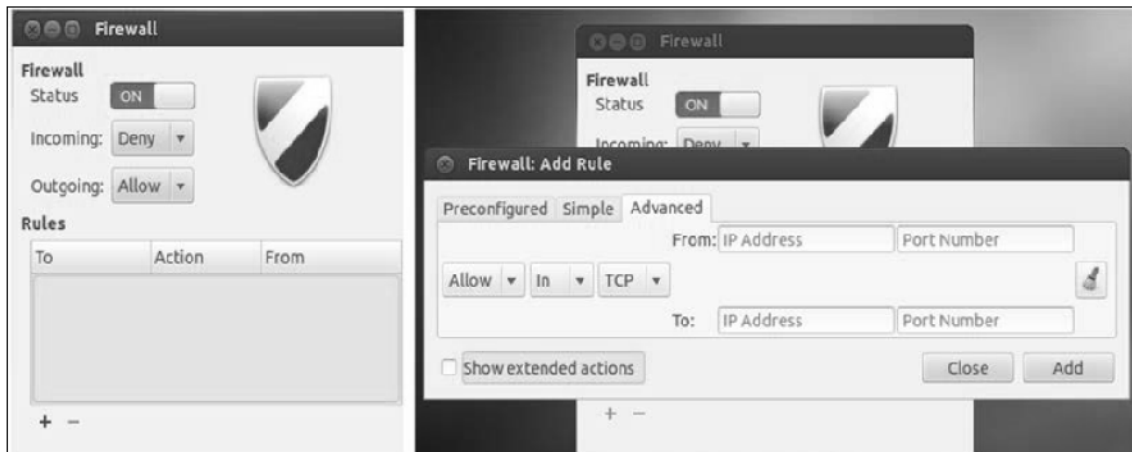 Firewall
Firewall
Status ON
Incoming: Deny
Outgoing: Allow
Rules
To Action From
+ −
Firewall
Firewall
Status ON
Incoming: Deny
Firewall: Add Rule
Preconfigured Simple Advanced
From: IP Address Port Number
Allow In TCP
To: IP Address Port Number
Show extended actions Close Add
+ −